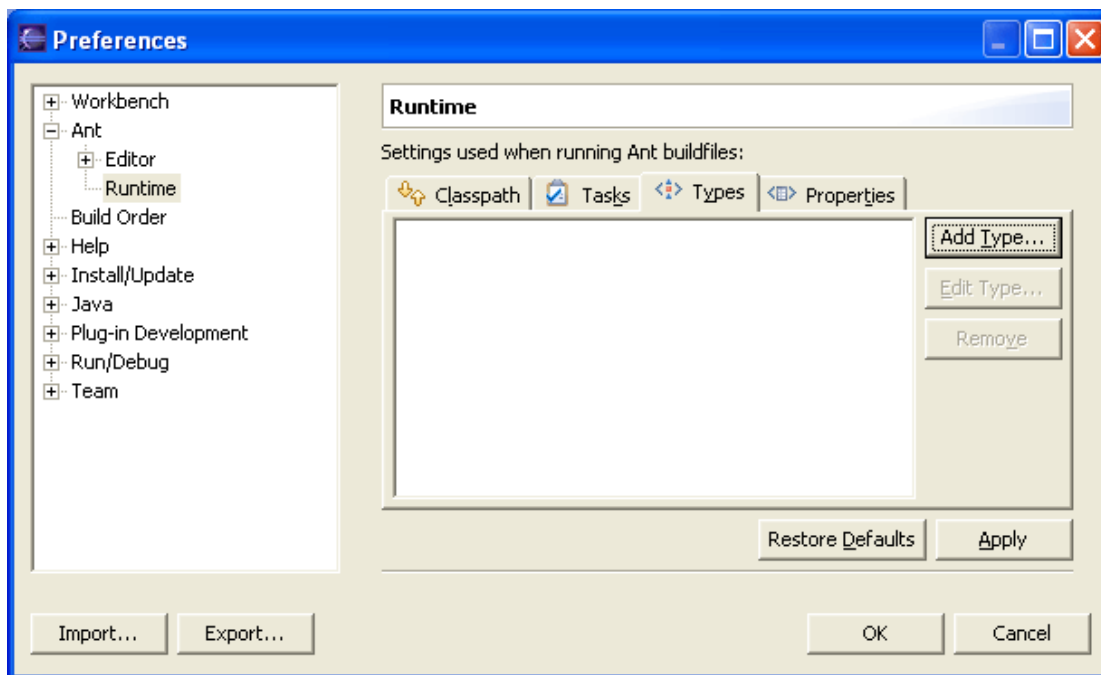 Preferences
Workbench
Ant
Editor
Runtime
Build Order
Help
Install/Update
Java
Plug-in Development
Run/Debug
Team
Runtime
Settings used when running Ant buildfiles:
Classpath Tasks Types Properties
Add Type...
Edit Type...
Remove
Restore Defaults Apply
Import... Export... OK Cancel